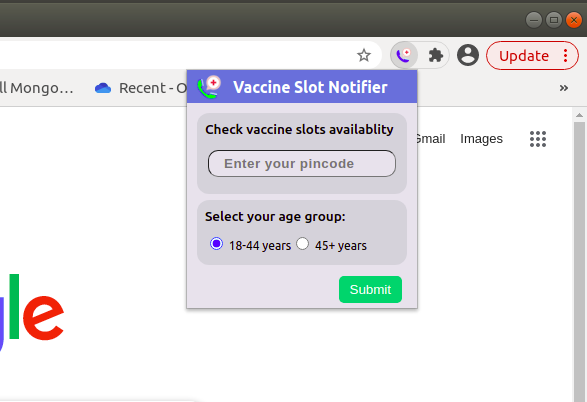 Update
ll Mongo…
Recent - O
»
Vaccine Slot Notifier
Gmail
Images
Check vaccine slots availablity
Enter your pincode
Select your age group:
18-44 years
45+ years
Submit
gle